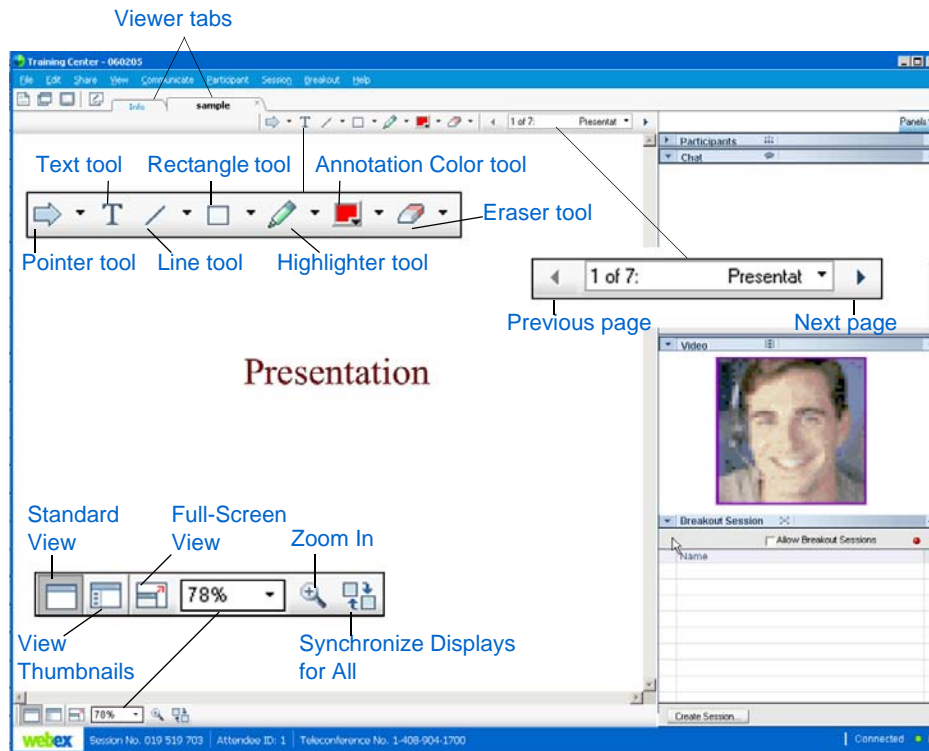 Viewer tabs
Training Center - 060205
File Edit Share View Communicate Participant Session Breakout Help
Info sample
1 of 7: Presentat
Panels
Participants
Chat
Text tool Rectangle tool Annotation Color tool
Eraser tool
Pointer tool Line tool Highlighter tool
1 of 7: Presentat
Previous page Next page
Video
Presentation
Standard View
Full-Screen View
Zoom In
78%
View Thumbnails
Synchronize Displays for All
Breakout Session
Allow Breakout Sessions
Name
78%
Create Session...
webex Session No. 019 519 703 Attendee ID: 1 Teleconference No. 1-408-904-1700 Connected